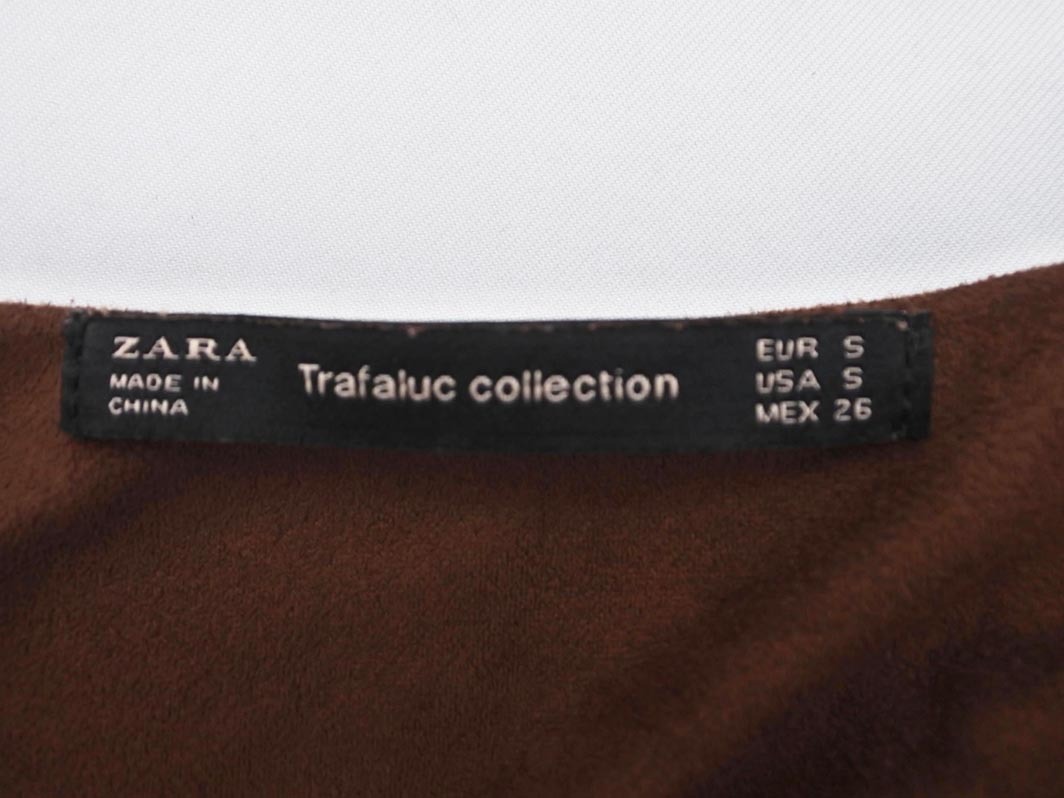 ZARA
MADE IN
CHINA
Trafaluc collection
EUR S
USA S
MEX 26